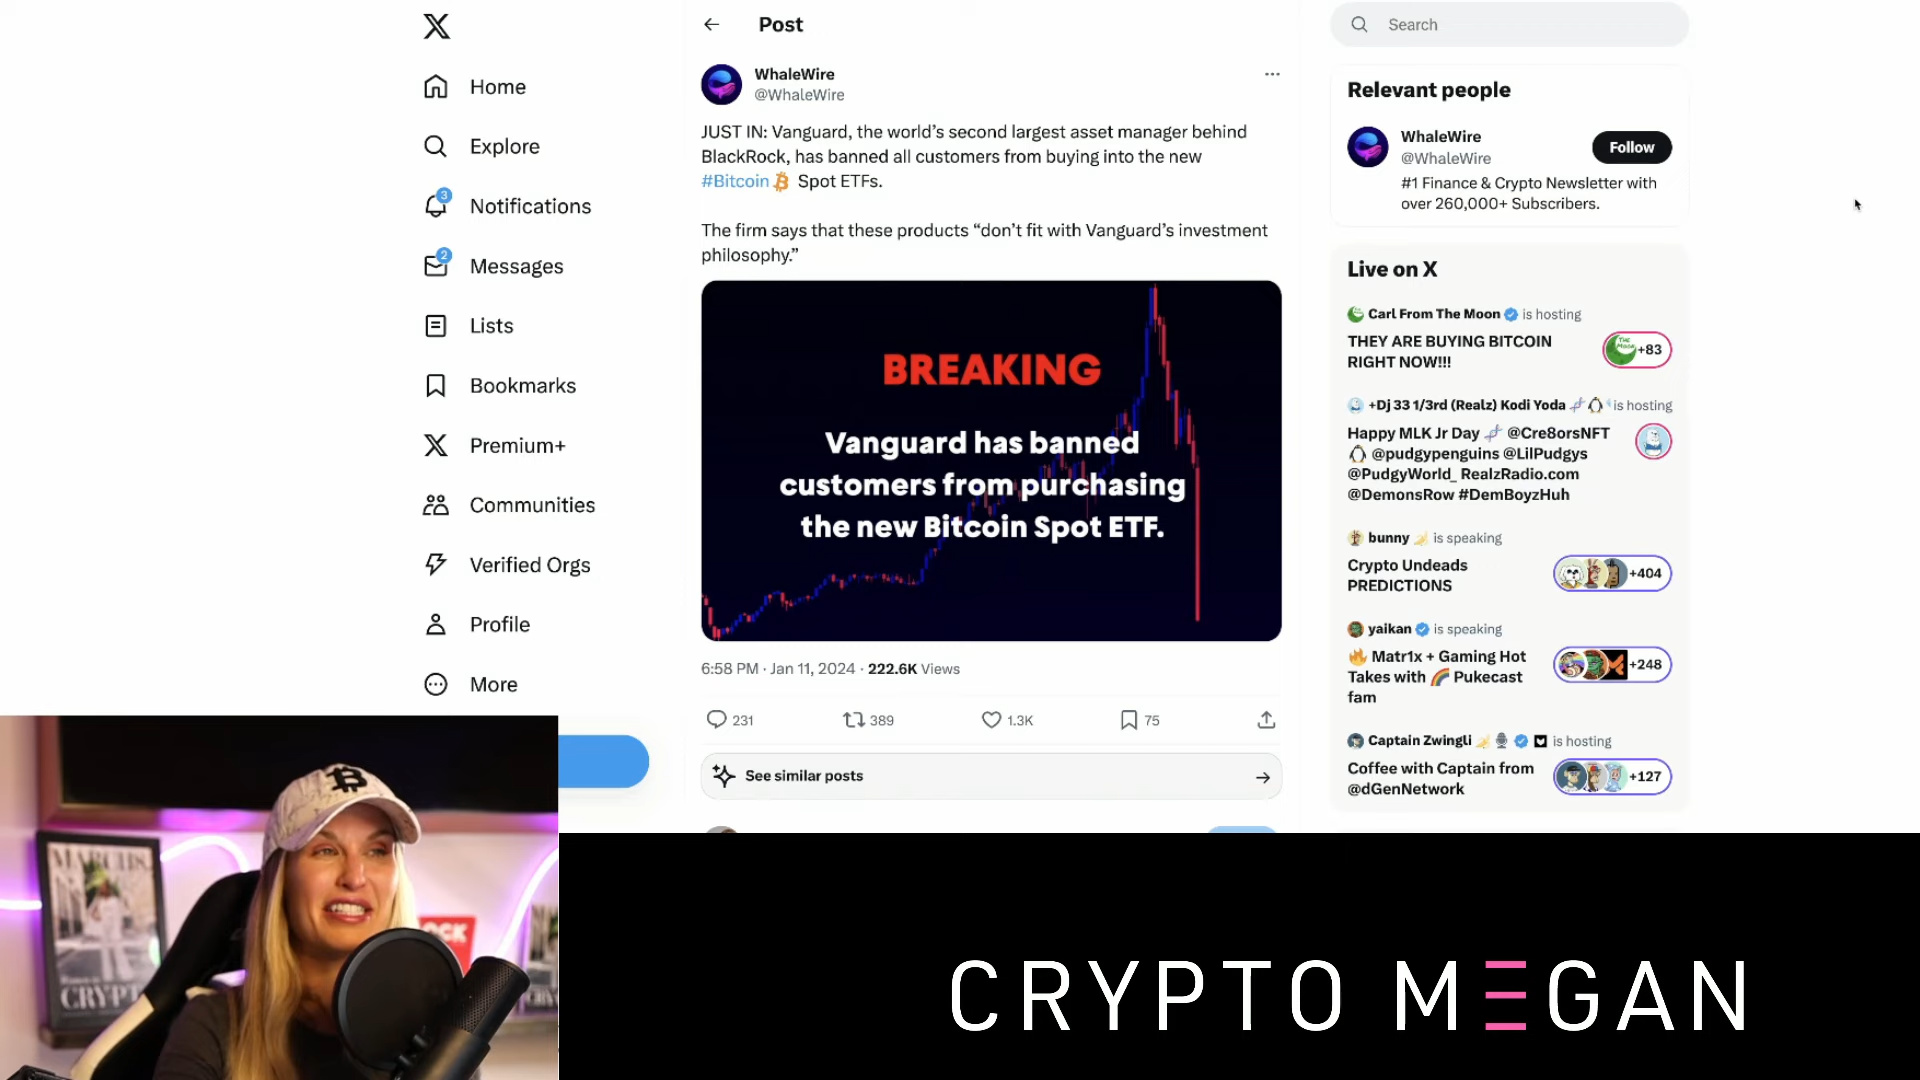 Home
Explore
3
Notifications
2
Messages
Lists
Bookmarks
Premium+
Communities
Verified Orgs
Profile
More
Post
WhaleWire
@WhaleWire
JUST IN: Vanguard, the world's second largest asset manager behind
BlackRock, has banned all customers from buying into the new
#Bitcoin Spot ETFs.
The firm says that these products “don't fit with Vanguard's investment
philosophy.”
BREAKING
Vanguard has banned
customers from purchasing
the new Bitcoin Spot ETF.
6:58 PM · Jan 11, 2024 · 222.6K Views
231 389 1.3K 75
See similar posts
Search
Relevant people
WhaleWire
@WhaleWire
Follow
#1 Finance & Crypto Newsletter with
over 260,000+ Subscribers.
Live on X
Carl From The Moon is hosting
THEY ARE BUYING BITCOIN
RIGHT NOW!!!
+83
+Dj 33 1/3rd (Realz) Kodi Yoda is hosting
Happy MLK Jr Day @Cre8orsNFT
@pudgypenguins @LilPudgys
@PudgyWorld_ RealzRadio.com
@DemonsRow #DemBoyzHuh
bunny is speaking
Crypto Undeads
PREDICTIONS
+404
yaikan is speaking
Matr1x + Gaming Hot
Takes with Pukecast
fam
+248
Captain Zwingli is hosting
Coffee with Captain from
@dGenNetwork
+127
CRYPTO MEGAN